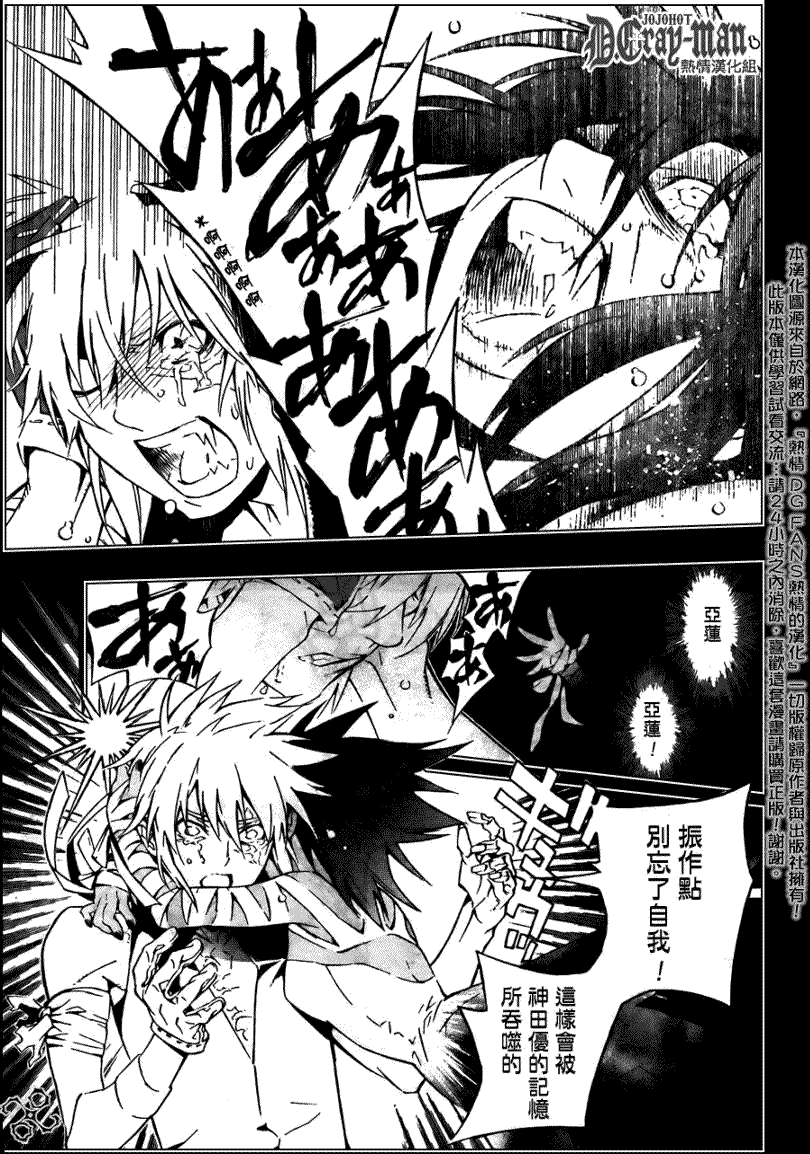 JOJOHOT
D.Gray-man
熱情漢化組
ああああああああ
*啊啊啊啊啊
亞蓮
亞蓮！
あ
あぁ
振作點
別忘了自我！
這樣會被
神田優的記憶
所吞噬的
本漢化圖源來自於網路。『熱情DC FANS熱情的漢化』一切版權歸原作者與出版社擁有！
此版本僅供學習試看交流…請24小時之內消除。喜歡這套漫畫請購買正版！謝謝。